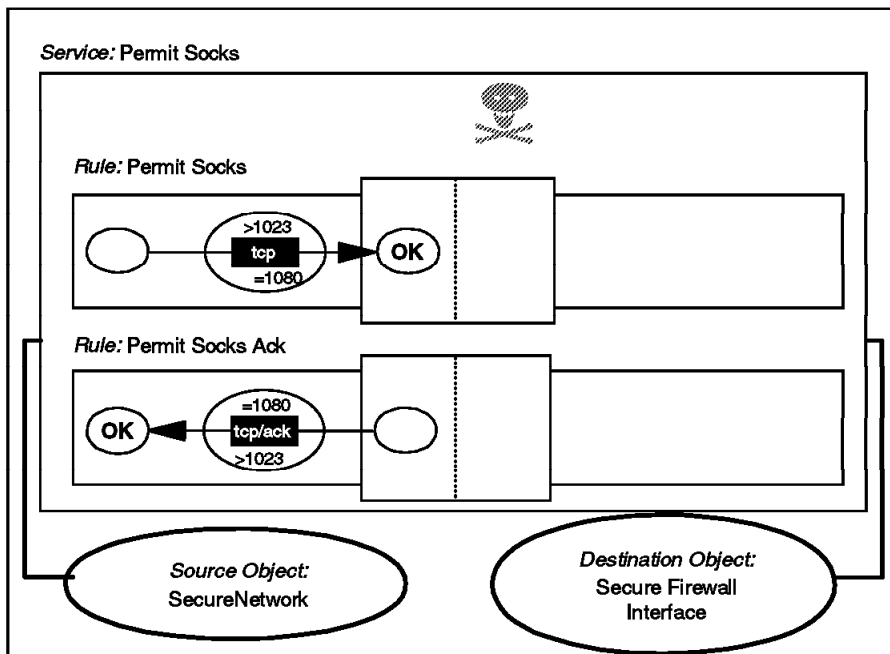 Service: Permit Socks
Rule: Permit Socks
>1023
tcp
=1080
OK
Rule: Permit Socks Ack
OK
=1080
tcp/ack
>1023
Source Object:
SecureNetwork
Destination Object:
Secure Firewall
Interface